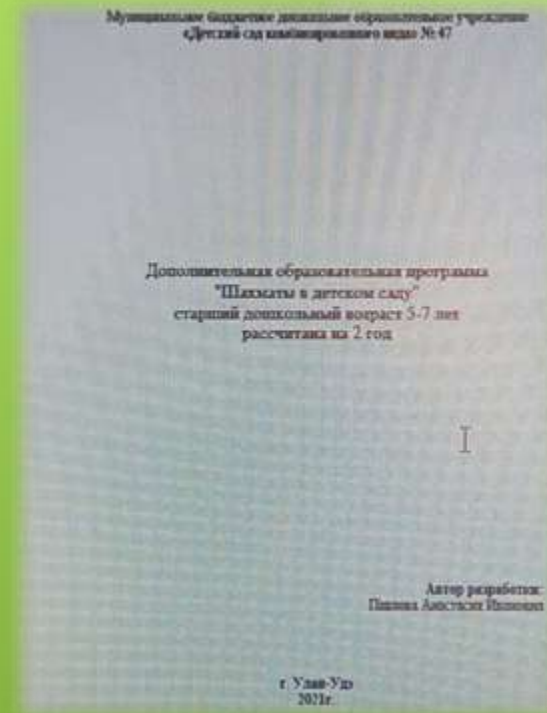 Муниципальное бюджетное дошкольное образовательное учреждение
«Детский сад комбинированного вида» № 47
Дополнительная образовательная программа
"Шахматы в детском саду"
старший дошкольный возраст 5-7 лет
рассчитана на 2 год
Автор разработки:
Анастасия
г. Улан-Удэ
2021г.